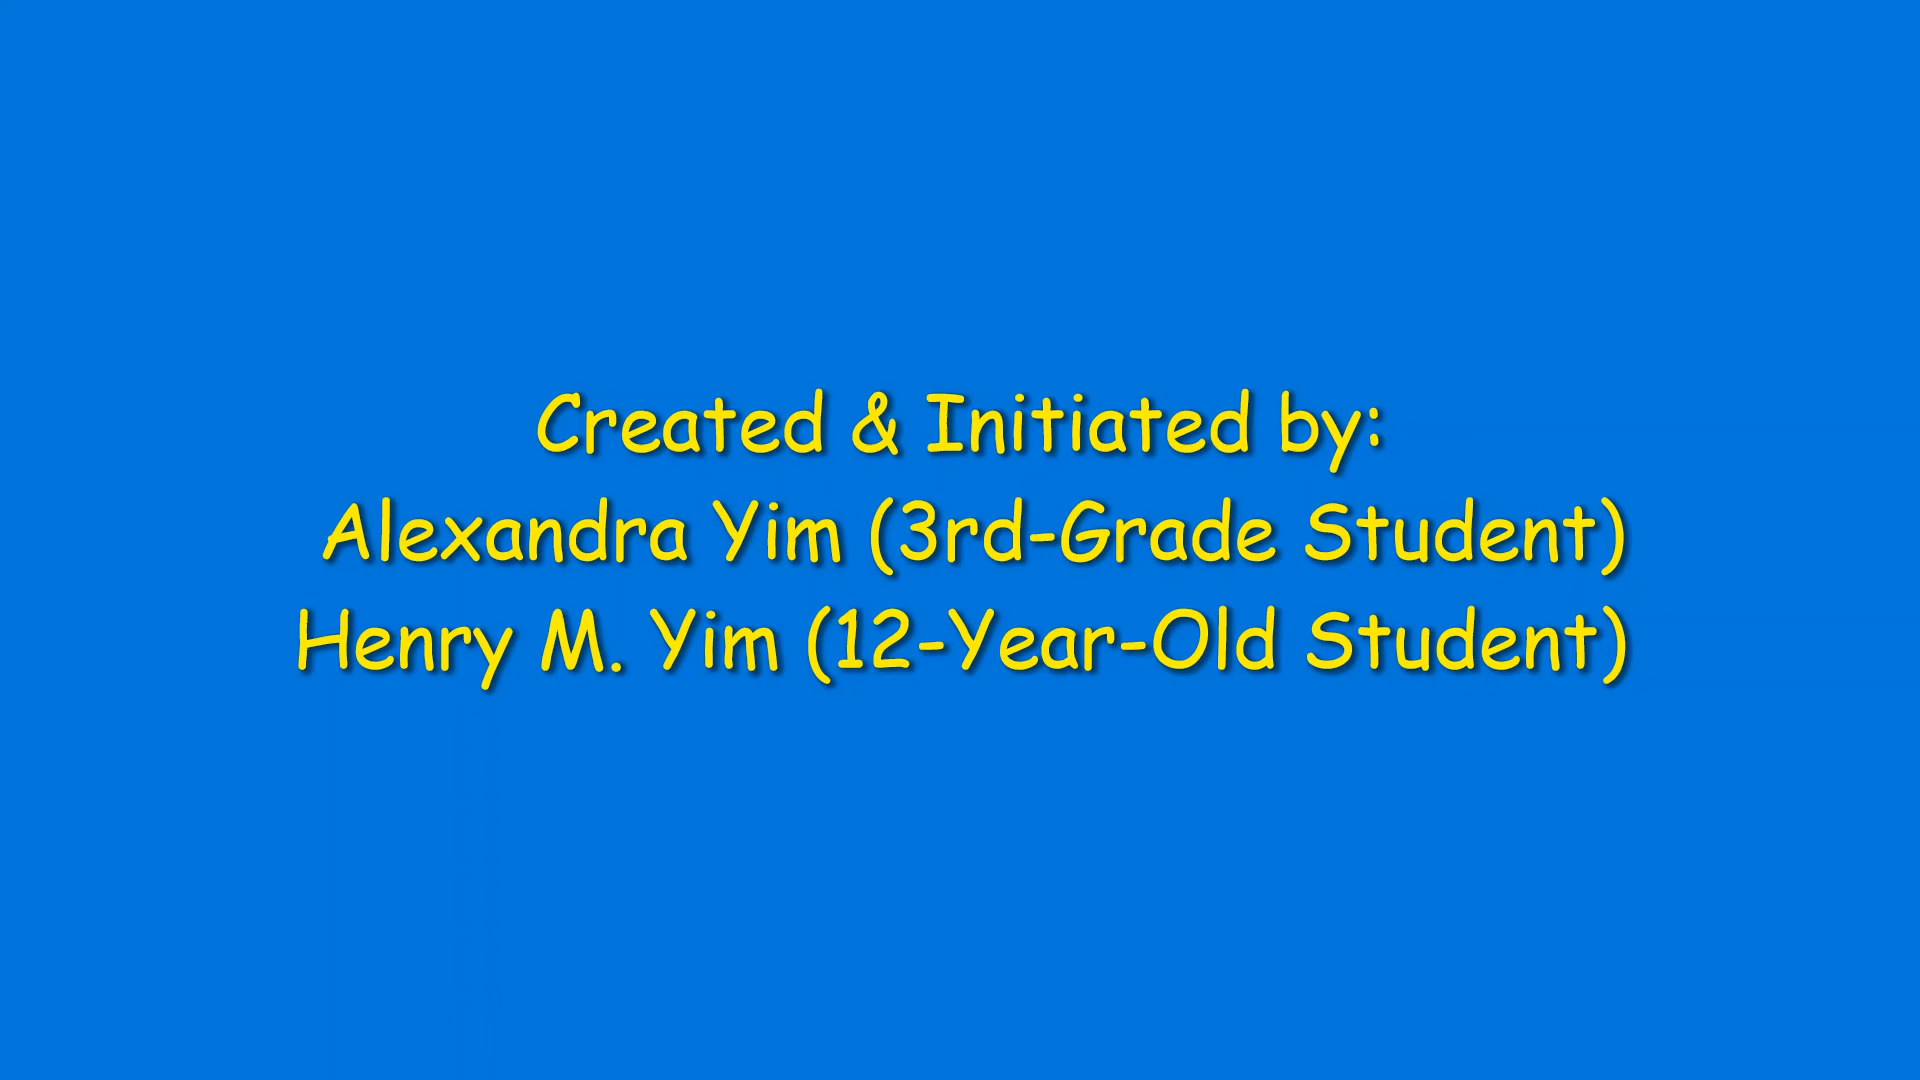 Created & Initiated by:
Alexandra Yim (3rd-Grade Student)
Henry M. Yim (12-Year-Old Student)